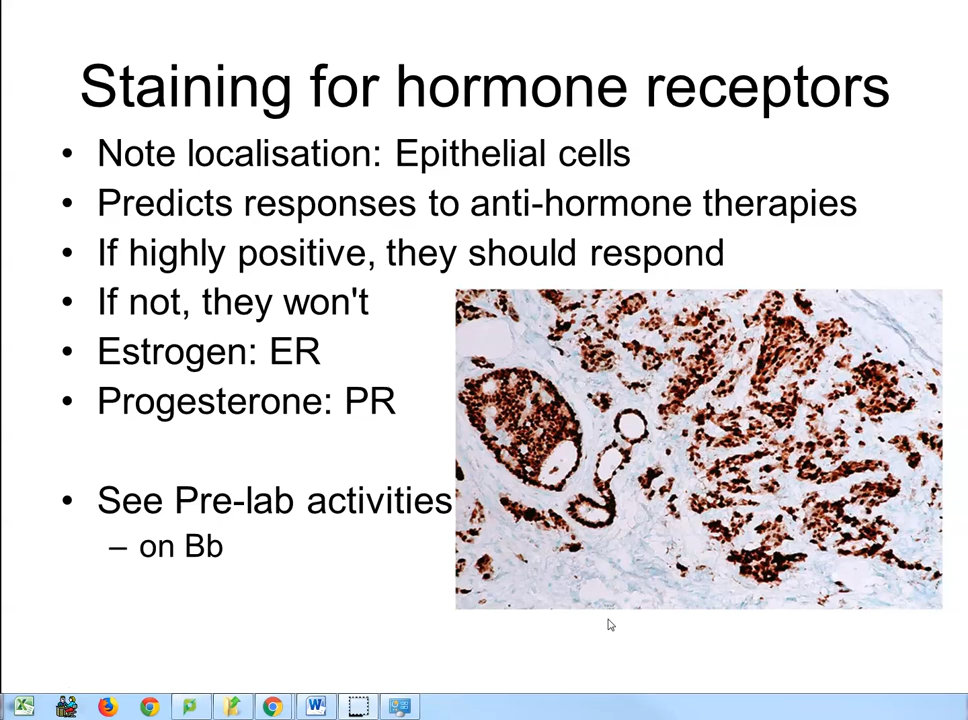 Staining for hormone receptors
• Note localisation: Epithelial cells
• Predicts responses to anti-hormone therapies
• If highly positive, they should respond
• If not, they won't
• Estrogen: ER
• Progesterone: PR
• See Pre-lab activities
– on Bb